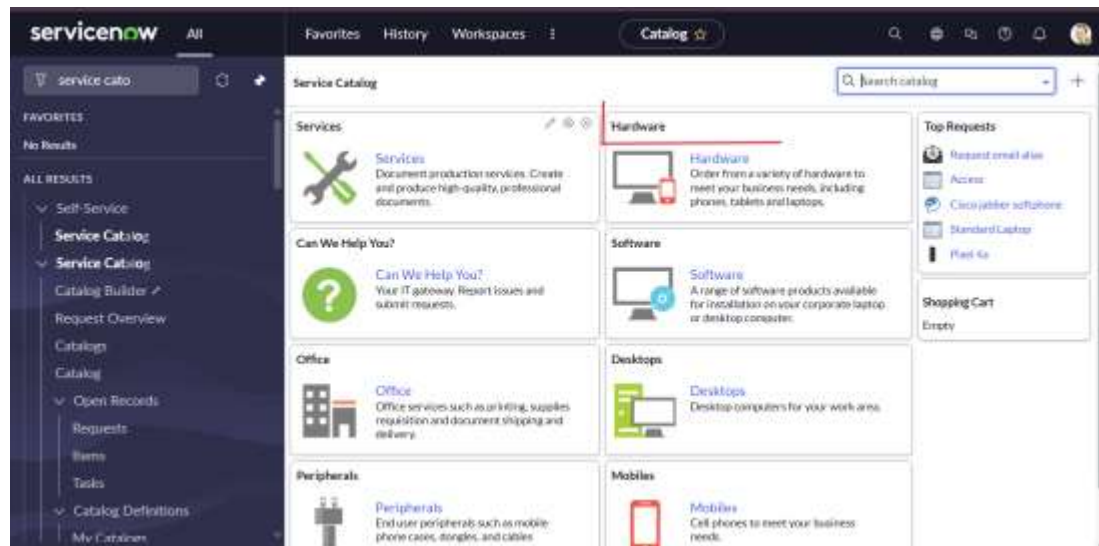 servicenow
All
Favorites
History
Workspaces
Catalog
service cato
FAVORITES
No Results
ALL RESULTS
Self-Service
Service Catalog
Service Catalog
Catalog Builder
Request Overview
Catalogs
Catalog
Open Records
Requests
Items
Tasks
Catalog Definitions
My Catalogs
Service Catalog
Search catalog
Services
Services
Document production services. Create
and produce high-quality, professional
documents.
Hardware
Hardware
Order from a variety of hardware to
meet your business needs, including
phones, tablets and laptops.
Can We Help You?
Can We Help You?
Your IT gateway. Report issues and
submit requests.
Software
Software
A range of software products available
for installation on your corporate laptop
or desktop computer.
Office
Office
Office services such as printing, supplies
requisition and document shipping and
delivery.
Desktops
Desktops
Desktop computers for your work area.
Peripherals
Peripherals
End user peripherals such as mobile
phone cases, dongles, and cables
Mobiles
Mobiles
Cell phones to meet your business
needs.
Top Requests
Request email alias
Access
Cisco jabber softphone
Standard Laptop
Pixel 4a
Shopping Cart
Empty